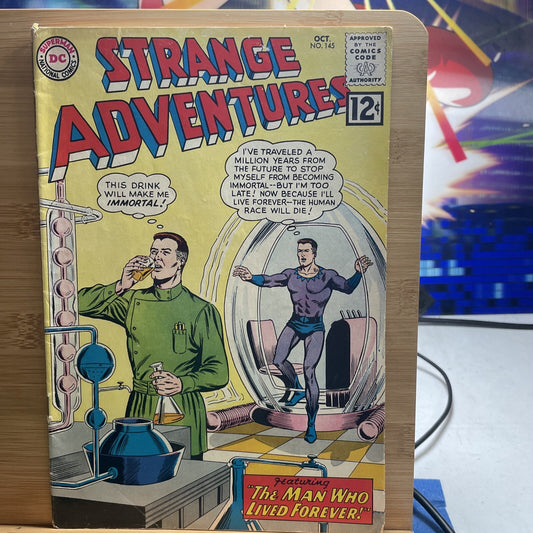 SUPERMAN
DC
NATIONAL COMICS
STRANGE
ADVENTURES
OCT.
NO. 145
APPROVED
BY THE
COMICS
CODE
AUTHORITY
12¢
THIS DRINK
WILL MAKE ME
IMMORTAL!
I'VE TRAVELED A
MILLION YEARS FROM
THE FUTURE TO STOP
MYSELF FROM BECOMING
IMMORTAL--BUT I'M TOO
LATE! NOW BECAUSE I'LL
LIVE FOREVER--THE HUMAN
RACE WILL DIE!
Featuring
"THE MAN WHO
LIVED FOREVER!"